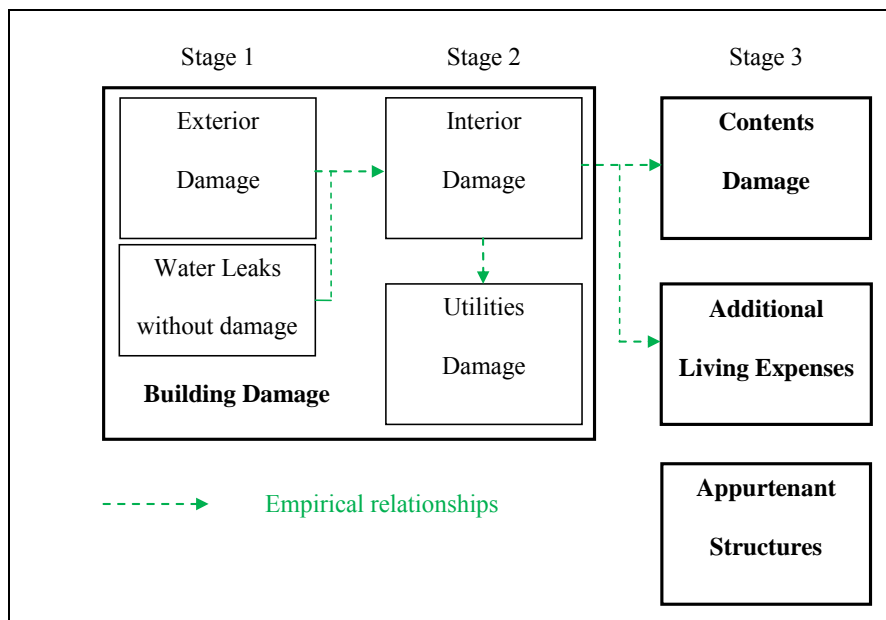 Stage 1
Stage 2
Stage 3
Exterior
Damage
Water Leaks
without damage
Building Damage
Interior
Damage
Utilities
Damage
Contents
Damage
Additional
Living Expenses
Appurtenant
Structures
Empirical relationships